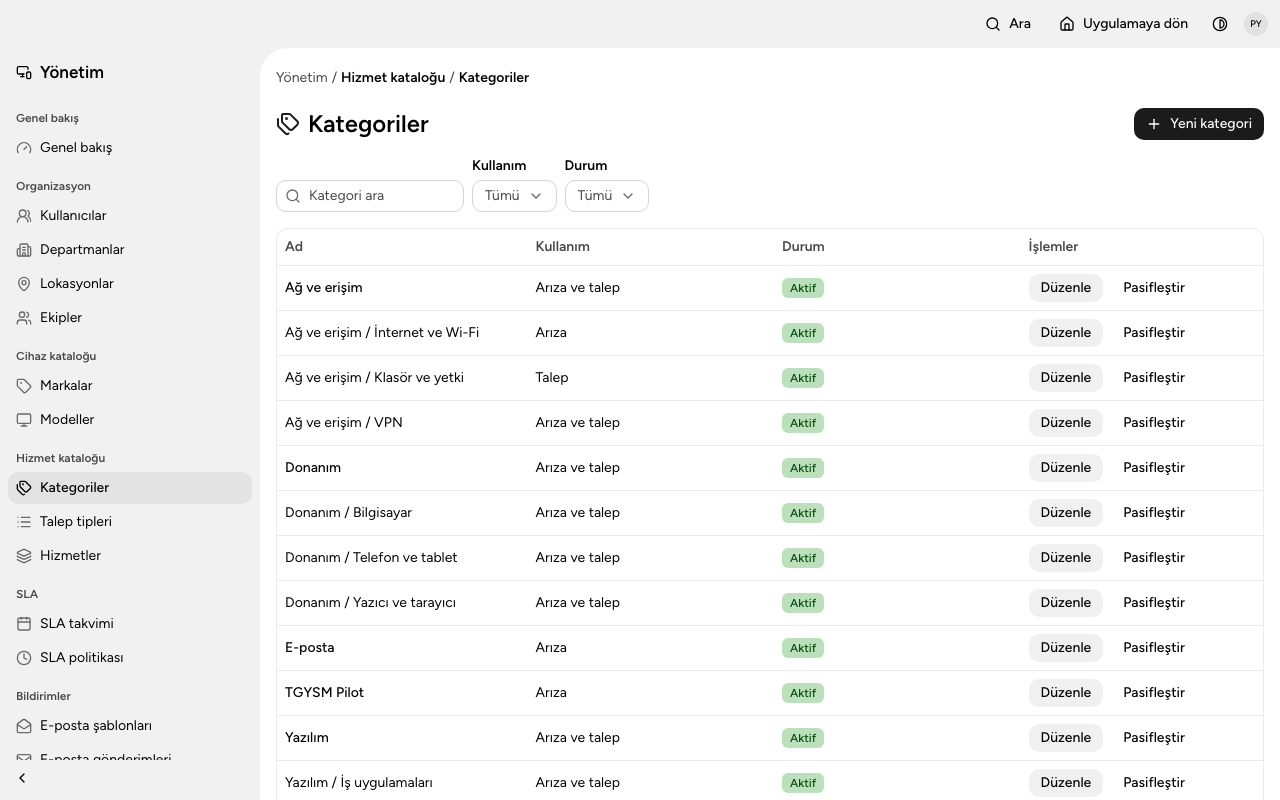 Ara
Uygulamaya dön
PY
Yönetim
Genel bakış
Genel bakış
Organizasyon
Kullanıcılar
Departmanlar
Lokasyonlar
Ekipler
Cihaz kataloğu
Markalar
Modeller
Hizmet kataloğu
Kategoriler
Talep tipleri
Hizmetler
SLA
SLA takvimi
SLA politikası
Bildirimler
E-posta şablonları
E-posta gönderimleri
Yönetim / Hizmet kataloğu / Kategoriler
Kategoriler
Yeni kategori
Kullanım Durum
Kategori ara Tümü Tümü
Ad Kullanım Durum İşlemler
Ağ ve erişim Arıza ve talep Aktif Düzenle Pasifleştir
Ağ ve erişim / İnternet ve Wi-Fi Arıza Aktif Düzenle Pasifleştir
Ağ ve erişim / Klasör ve yetki Talep Aktif Düzenle Pasifleştir
Ağ ve erişim / VPN Arıza ve talep Aktif Düzenle Pasifleştir
Donanım Arıza ve talep Aktif Düzenle Pasifleştir
Donanım / Bilgisayar Arıza ve talep Aktif Düzenle Pasifleştir
Donanım / Telefon ve tablet Arıza ve talep Aktif Düzenle Pasifleştir
Donanım / Yazıcı ve tarayıcı Arıza ve talep Aktif Düzenle Pasifleştir
E-posta Arıza Aktif Düzenle Pasifleştir
TGYSM Pilot Arıza Aktif Düzenle Pasifleştir
Yazılım Arıza ve talep Aktif Düzenle Pasifleştir
Yazılım / İş uygulamaları Arıza ve talep Aktif Düzenle Pasifleştir